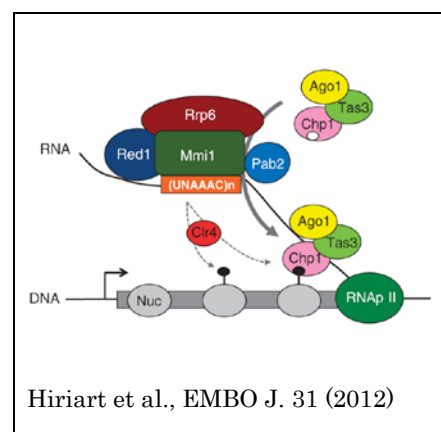 Ago1
Tas3
Chp1
Rrp6
RNA
Red1
Mmi1
Pab2
(UNAAAC)n
Clr4
Ago1
Tas3
Chp1
DNA
Nuc
RNAp II
Hiriart et al., EMBO J. 31 (2012)